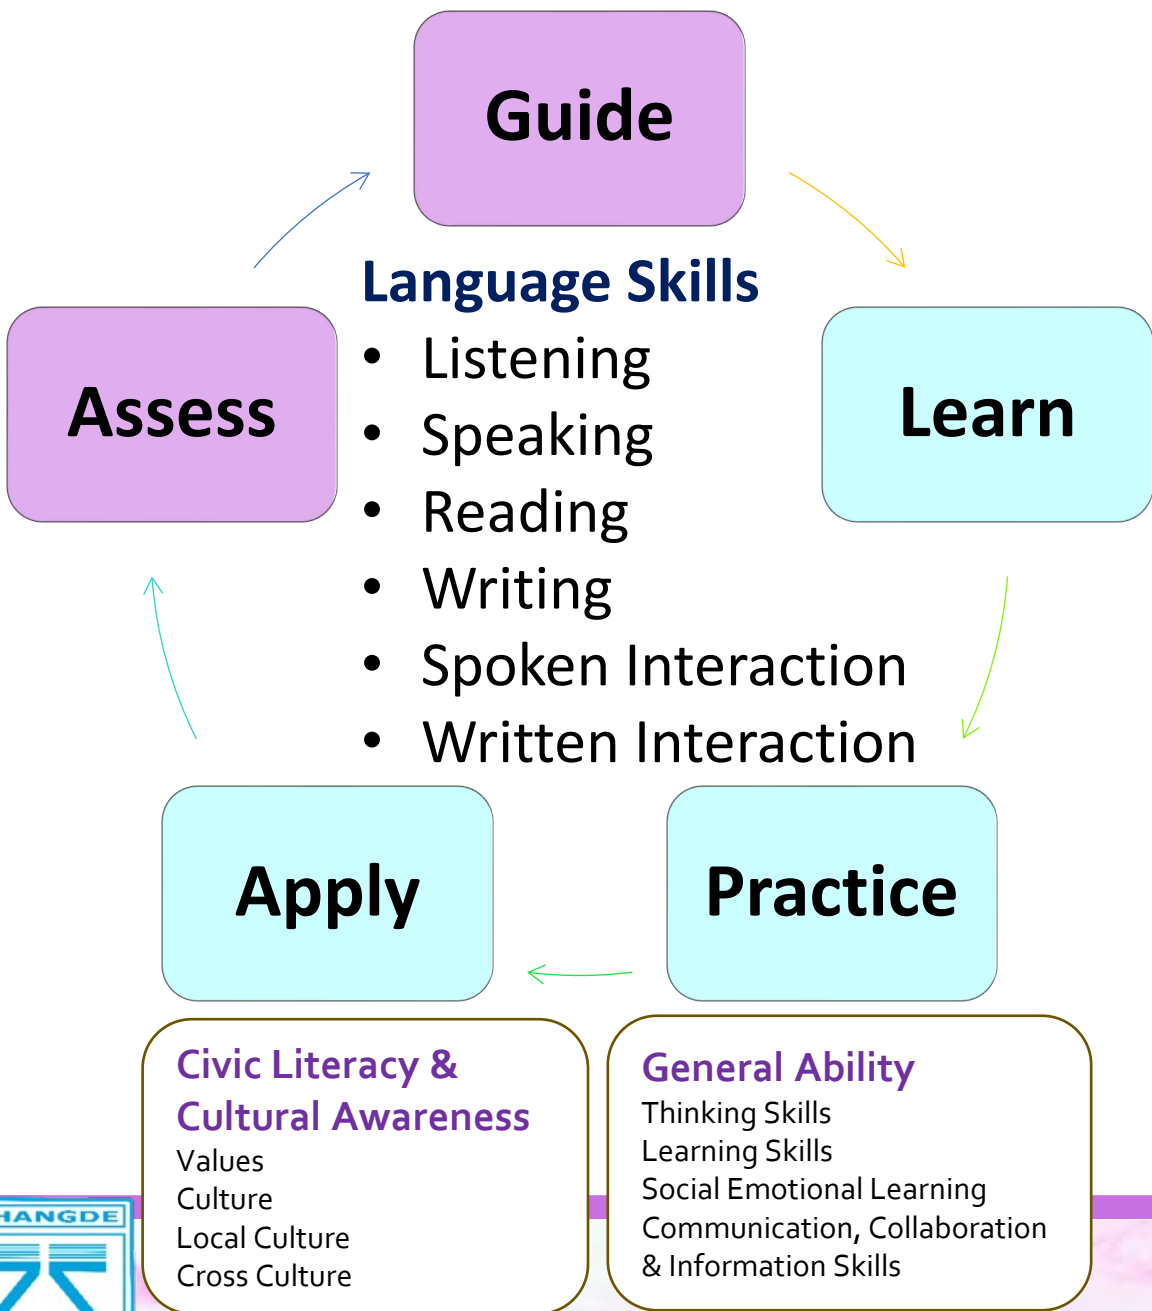 Guide
Language Skills
• Listening
• Speaking
• Reading
• Writing
• Spoken Interaction
• Written Interaction
Assess
Learn
Apply
Practice
Civic Literacy &
Cultural Awareness
Values
Culture
Local Culture
Cross Culture
General Ability
Thinking Skills
Learning Skills
Social Emotional Learning
Communication, Collaboration
& Information Skills
HANGDE